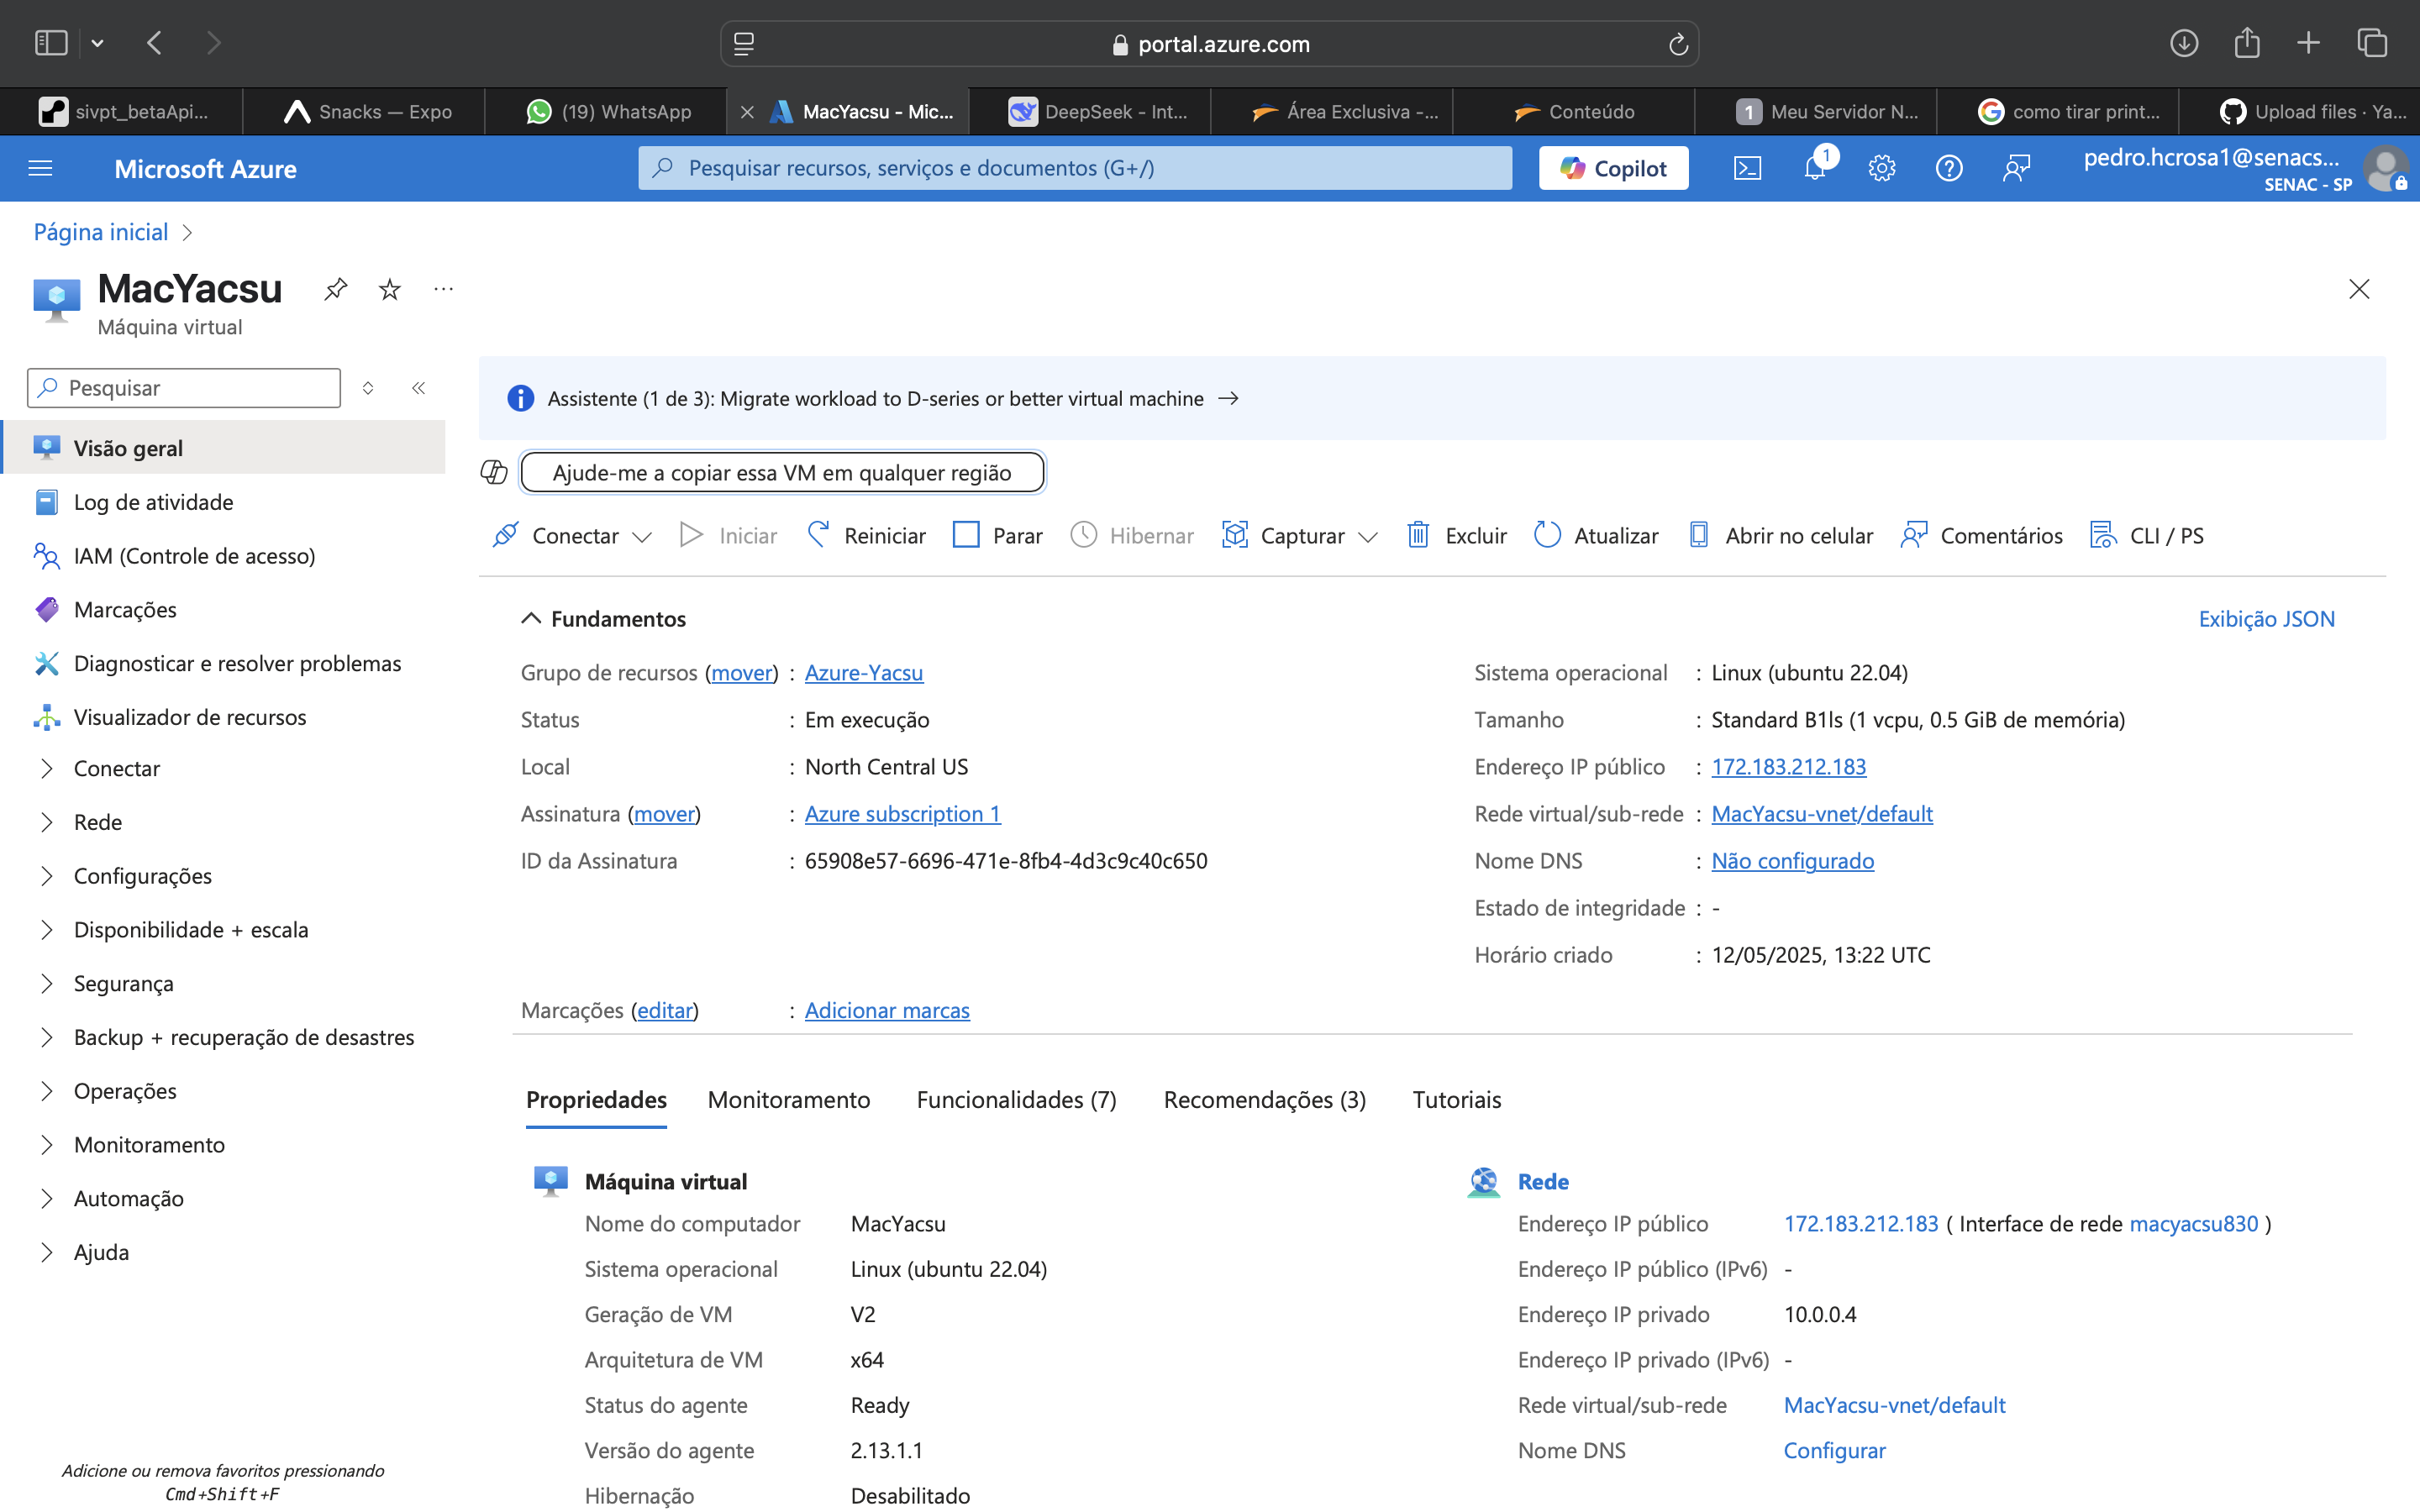 portal.azure.com
sivpt_betaApi...
Snacks — Expo
(19) WhatsApp
MacYacsu - Mic...
DeepSeek - Int...
Área Exclusiva -...
Conteúdo
1 Meu Servidor N...
como tirar print...
Upload files · Ya...
Microsoft Azure
Pesquisar recursos, serviços e documentos (G+/)
Copilot
1
pedro.hcrosa1@senacs...
SENAC - SP
Página inicial
MacYacsu
Máquina virtual
Pesquisar
Visão geral
Log de atividade
IAM (Controle de acesso)
Marcações
Diagnosticar e resolver problemas
Visualizador de recursos
Conectar
Rede
Configurações
Disponibilidade + escala
Segurança
Backup + recuperação de desastres
Operações
Monitoramento
Automação
Ajuda
Adicione ou remova favoritos pressionando
Cmd+Shift+F
Assistente (1 de 3): Migrate workload to D-series or better virtual machine →
Ajude-me a copiar essa VM em qualquer região
Conectar Iniciar Reiniciar Parar Hibernar Capturar Excluir Atualizar Abrir no celular Comentários CLI / PS
Fundamentos
Exibição JSON
Grupo de recursos (mover) : Azure-Yacsu
Status : Em execução
Local : North Central US
Assinatura (mover) : Azure subscription 1
ID da Assinatura : 65908e57-6696-471e-8fb4-4d3c9c40c650
Sistema operacional : Linux (ubuntu 22.04)
Tamanho : Standard B1ls (1 vcpu, 0.5 GiB de memória)
Endereço IP público : 172.183.212.183
Rede virtual/sub-rede : MacYacsu-vnet/default
Nome DNS : Não configurado
Estado de integridade : -
Horário criado : 12/05/2025, 13:22 UTC
Marcações (editar) : Adicionar marcas
Propriedades Monitoramento Funcionalidades (7) Recomendações (3) Tutoriais
Máquina virtual
Nome do computador MacYacsu
Sistema operacional Linux (ubuntu 22.04)
Geração de VM V2
Arquitetura de VM x64
Status do agente Ready
Versão do agente 2.13.1.1
Hibernação Desabilitado
Rede
Endereço IP público 172.183.212.183 ( Interface de rede macyacsu830 )
Endereço IP público (IPv6) -
Endereço IP privado 10.0.0.4
Endereço IP privado (IPv6) -
Rede virtual/sub-rede MacYacsu-vnet/default
Nome DNS Configurar